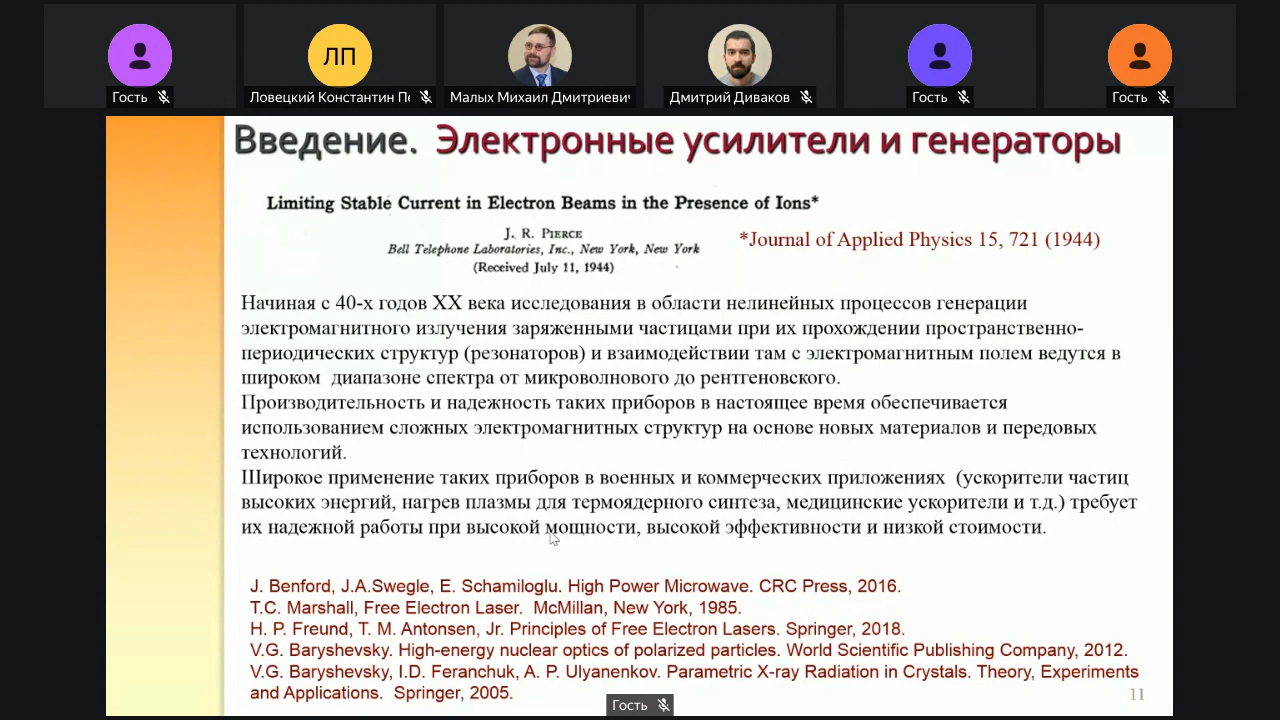 Гость
ЛП
Ловецкий Константин Пе
Малых Михаил Дмитриевич
Дмитрий Диваков
Гость
Гость
Введение. Электронные усилители и генераторы
Limiting Stable Current in Electron Beams in the Presence of Ions*
J. R. PIERCE
Bell Telephone Laboratories, Inc., New York, New York
(Received July 11, 1944)
*Journal of Applied Physics 15, 721 (1944)
Начиная с 40-х годов XX века исследования в области нелинейных процессов генерации
электромагнитного излучения заряженными частицами при их прохождении пространственно-
периодических структур (резонаторов) и взаимодействии там с электромагнитным полем ведутся в
широком диапазоне спектра от микроволнового до рентгеновского.
Производительность и надежность таких приборов в настоящее время обеспечивается
использованием сложных электромагнитных структур на основе новых материалов и передовых
технологий.
Широкое применение таких приборов в военных и коммерческих приложениях (ускорители частиц
высоких энергий, нагрев плазмы для термоядерного синтеза, медицинские ускорители и т.д.) требует
их надежной работы при высокой мощности, высокой эффективности и низкой стоимости.
J. Benford, J.A.Swegle, E. Schamiloglu. High Power Microwave. CRC Press, 2016.
T.C. Marshall, Free Electron Laser. McMillan, New York, 1985.
H. P. Freund, T. M. Antonsen, Jr. Principles of Free Electron Lasers. Springer, 2018.
V.G. Baryshevsky. High-energy nuclear optics of polarized particles. World Scientific Publishing Company, 2012.
V.G. Baryshevsky, I.D. Feranchuk, A. P. Ulyanenkov. Parametric X-ray Radiation in Crystals. Theory, Experiments
and Applications. Springer, 2005.
11
Гость